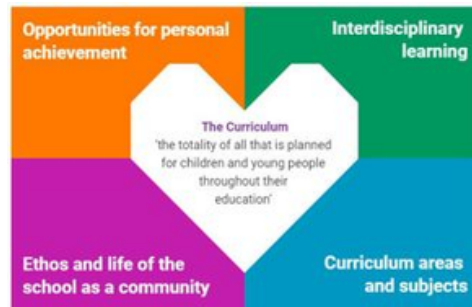 Opportunities for personal
achievement
Interdisciplinary
learning
The Curriculum
'the totality of all that is planned
for children and young people
throughout their
education'
Ethos and life of the
school as a community
Curriculum areas
and subjects